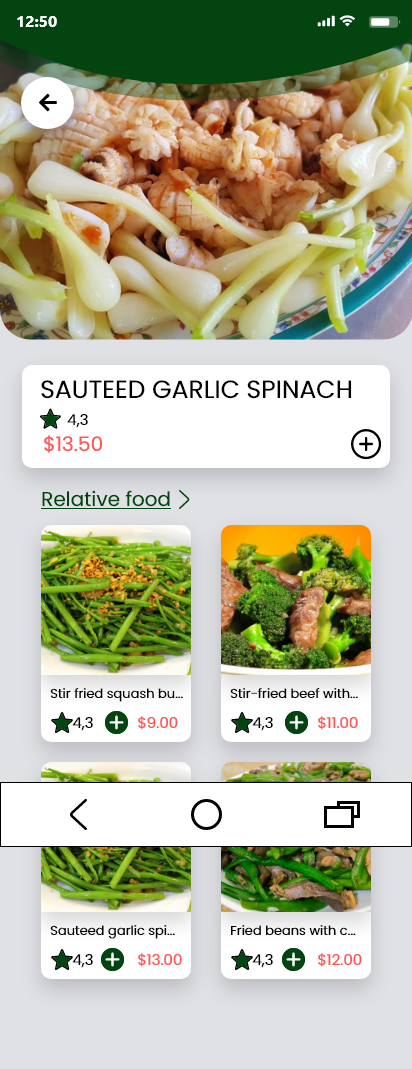 12:50
SAUTEED GARLIC SPINACH
4,3
$13.50
Relative food
Stir fried squash bu...
4,3
$9.00
Stir-fried beef with...
4,3
$11.00
Sauteed garlic spi...
4,3
$13.00
Fried beans with c...
4,3
$12.00